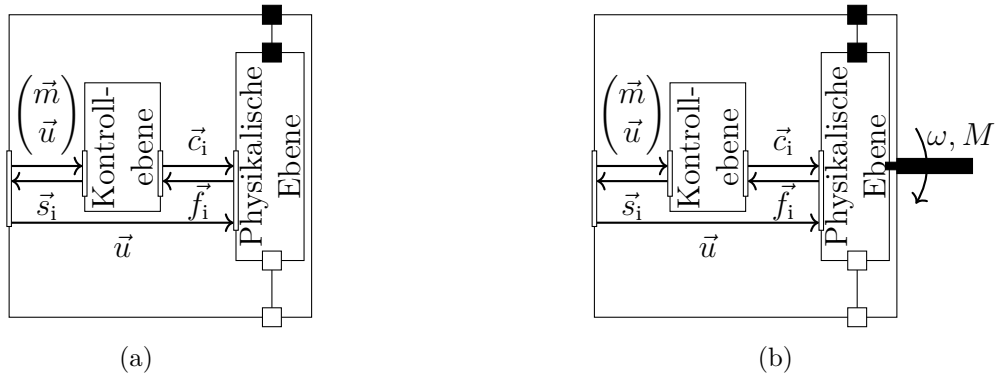 (m⃗
u⃗)
Kontroll-
ebene
c⃗ᵢ
Physikalische
Ebene
s⃗ᵢ
f⃗ᵢ
u⃗
(a)
(m⃗
u⃗)
Kontroll-
ebene
c⃗ᵢ
Physikalische
Ebene
ω, M
s⃗ᵢ
f⃗ᵢ
u⃗
(b)